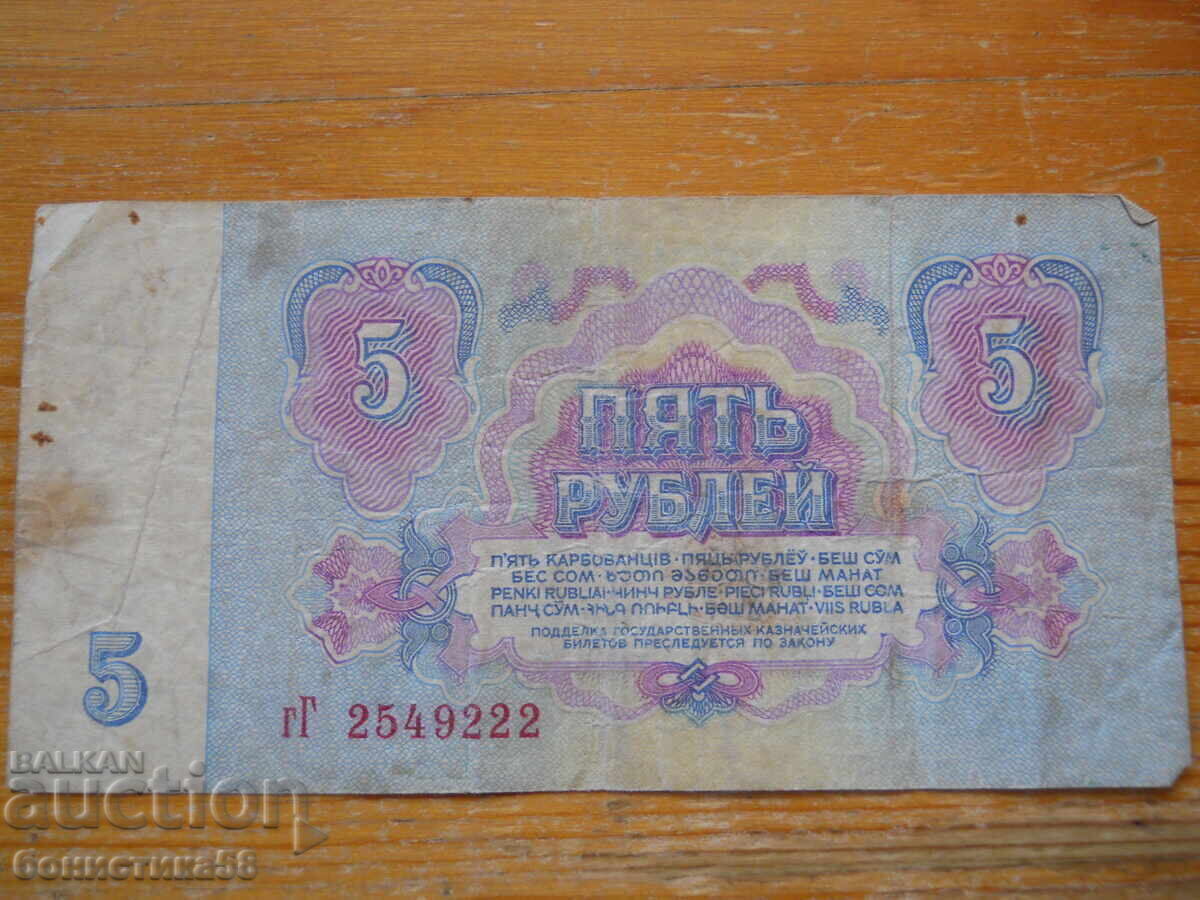 5
5
ПЯТЬ
РУБЛЕЙ
П'ЯТЬ КАРБОВАНЦІВ · ПЯЦЬ РУБЛЁЎ · БЕШ СЎМ
БЕС СОМ · ხუთი მანეთი · БЕШ МАНАТ
PENKI RUBLIAI · ЧИНЧ РУБЛЕ · PIECI RUBĻI · БЕШ СОМ
ПАНҶ СӮМ · ՀԻՆԳ ՌՈՒԲԼԻ · БӘШ МАНАТ · VIIS RUBLA
ПОДДЕЛКА ГОСУДАРСТВЕННЫХ КАЗНАЧЕЙСКИХ
БИЛЕТОВ ПРЕСЛЕДУЕТСЯ ПО ЗАКОНУ
5
5
гГ 2549222
BALKAN
auction
бонистика58